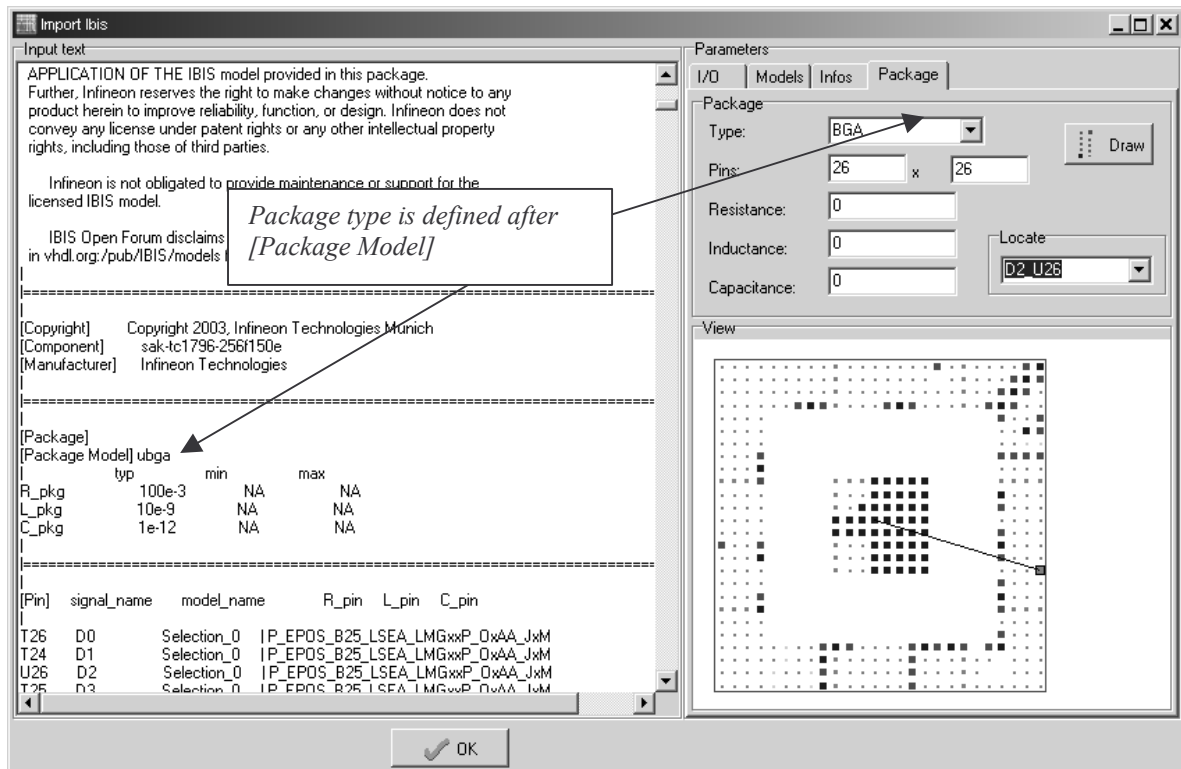 Import Ibis
Input text
APPLICATION OF THE IBIS model provided in this package.
Further, Infineon reserves the right to make changes without notice to any
product herein to improve reliability, function, or design. Infineon does not
convey any license under patent rights or any other intellectual property
rights, including those of third parties.
Infineon is not obligated to provide maintenance or support for the
licensed IBIS model.
IBIS Open Forum disclaims
in vhdl.org:/pub/IBIS/models
Package type is defined after
[Package Model]
|
|==========================================================
|
[Copyright] Copyright 2003, Infineon Technologies Munich
[Component] sak-tc1796-256f150e
[Manufacturer] Infineon Technologies
|
|==========================================================
|
[Package]
[Package Model] ubga
| typ min max
R_pkg 100e-3 NA NA
L_pkg 10e-9 NA NA
C_pkg 1e-12 NA NA
|
|==========================================================
|
[Pin] signal_name model_name R_pin L_pin C_pin
|
T26 D0 Selection_0 | P_EPOS_B25_LSEA_LMGxxP_OxAA_JxM
T24 D1 Selection_0 | P_EPOS_B25_LSEA_LMGxxP_OxAA_JxM
U26 D2 Selection_0 | P_EPOS_B25_LSEA_LMGxxP_OxAA_JxM
T25 D3 Selection_0 | P_EPOS_B25_LSEA_LMGxxP_OxAA_JxM
Parameters
I/O Models Infos Package
Package
Type: BGA
Draw
Pins: 26 x 26
Resistance: 0
Inductance: 0
Capacitance: 0
Locate
D2_U26
View
OK